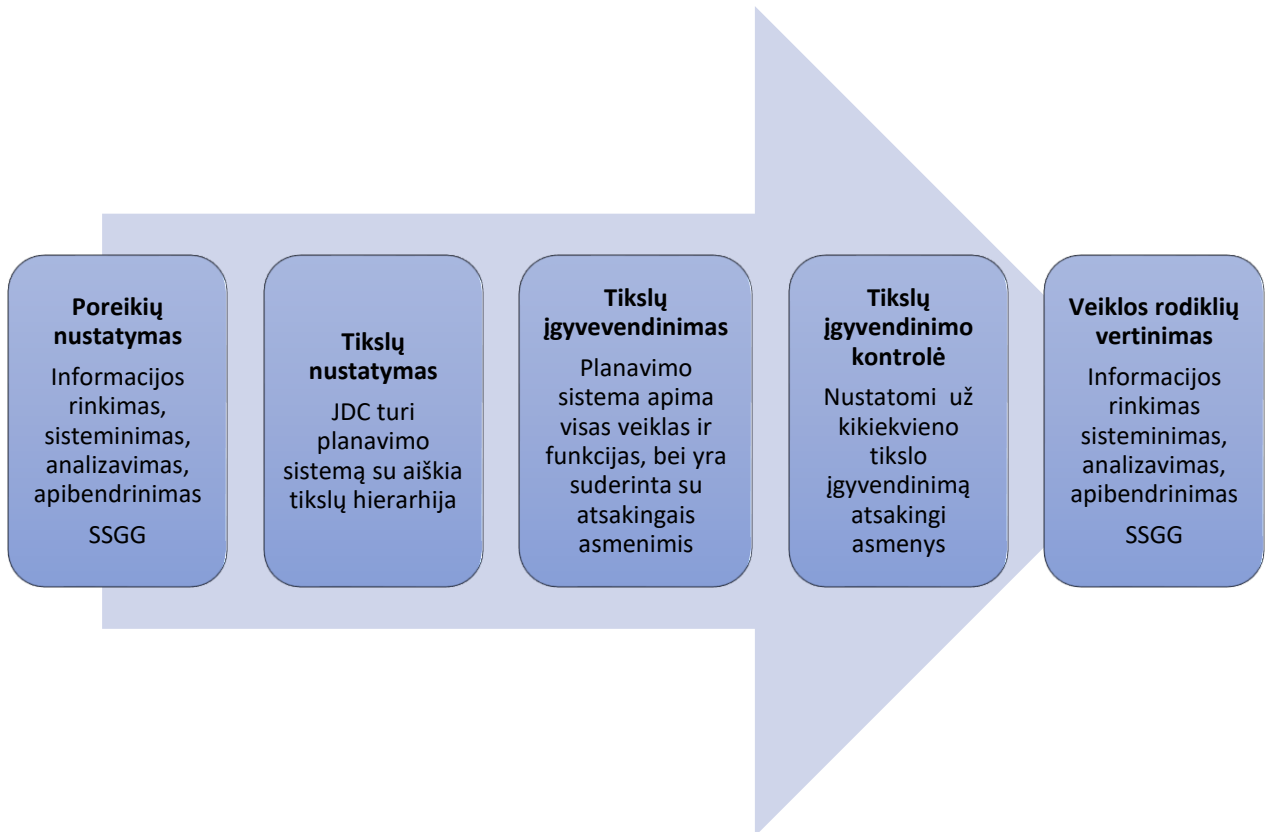 Poreikių
nustatymas
Informacijos
rinkimas,
sisteminimas,
analizavimas,
apibendrinimas
SSGG
Tikslų
nustatymas
JDC turi
planavimo
sistemą su aiškia
tikslų hierarhija
Tikslų
įgyvevendinimas
Planavimo
sistema apima
visas veiklas ir
funkcijas, bei yra
suderinta su
atsakingais
asmenimis
Tikslų
įgyvendinimo
kontrolė
Nustatomi už
kikiekvieno
tikslo
įgyvendinimą
atsakingi
asmenys
Veiklos rodiklių
vertinimas
Informacijos
rinkimas
sisteminimas,
analizavimas,
apibendrinimas
SSGG